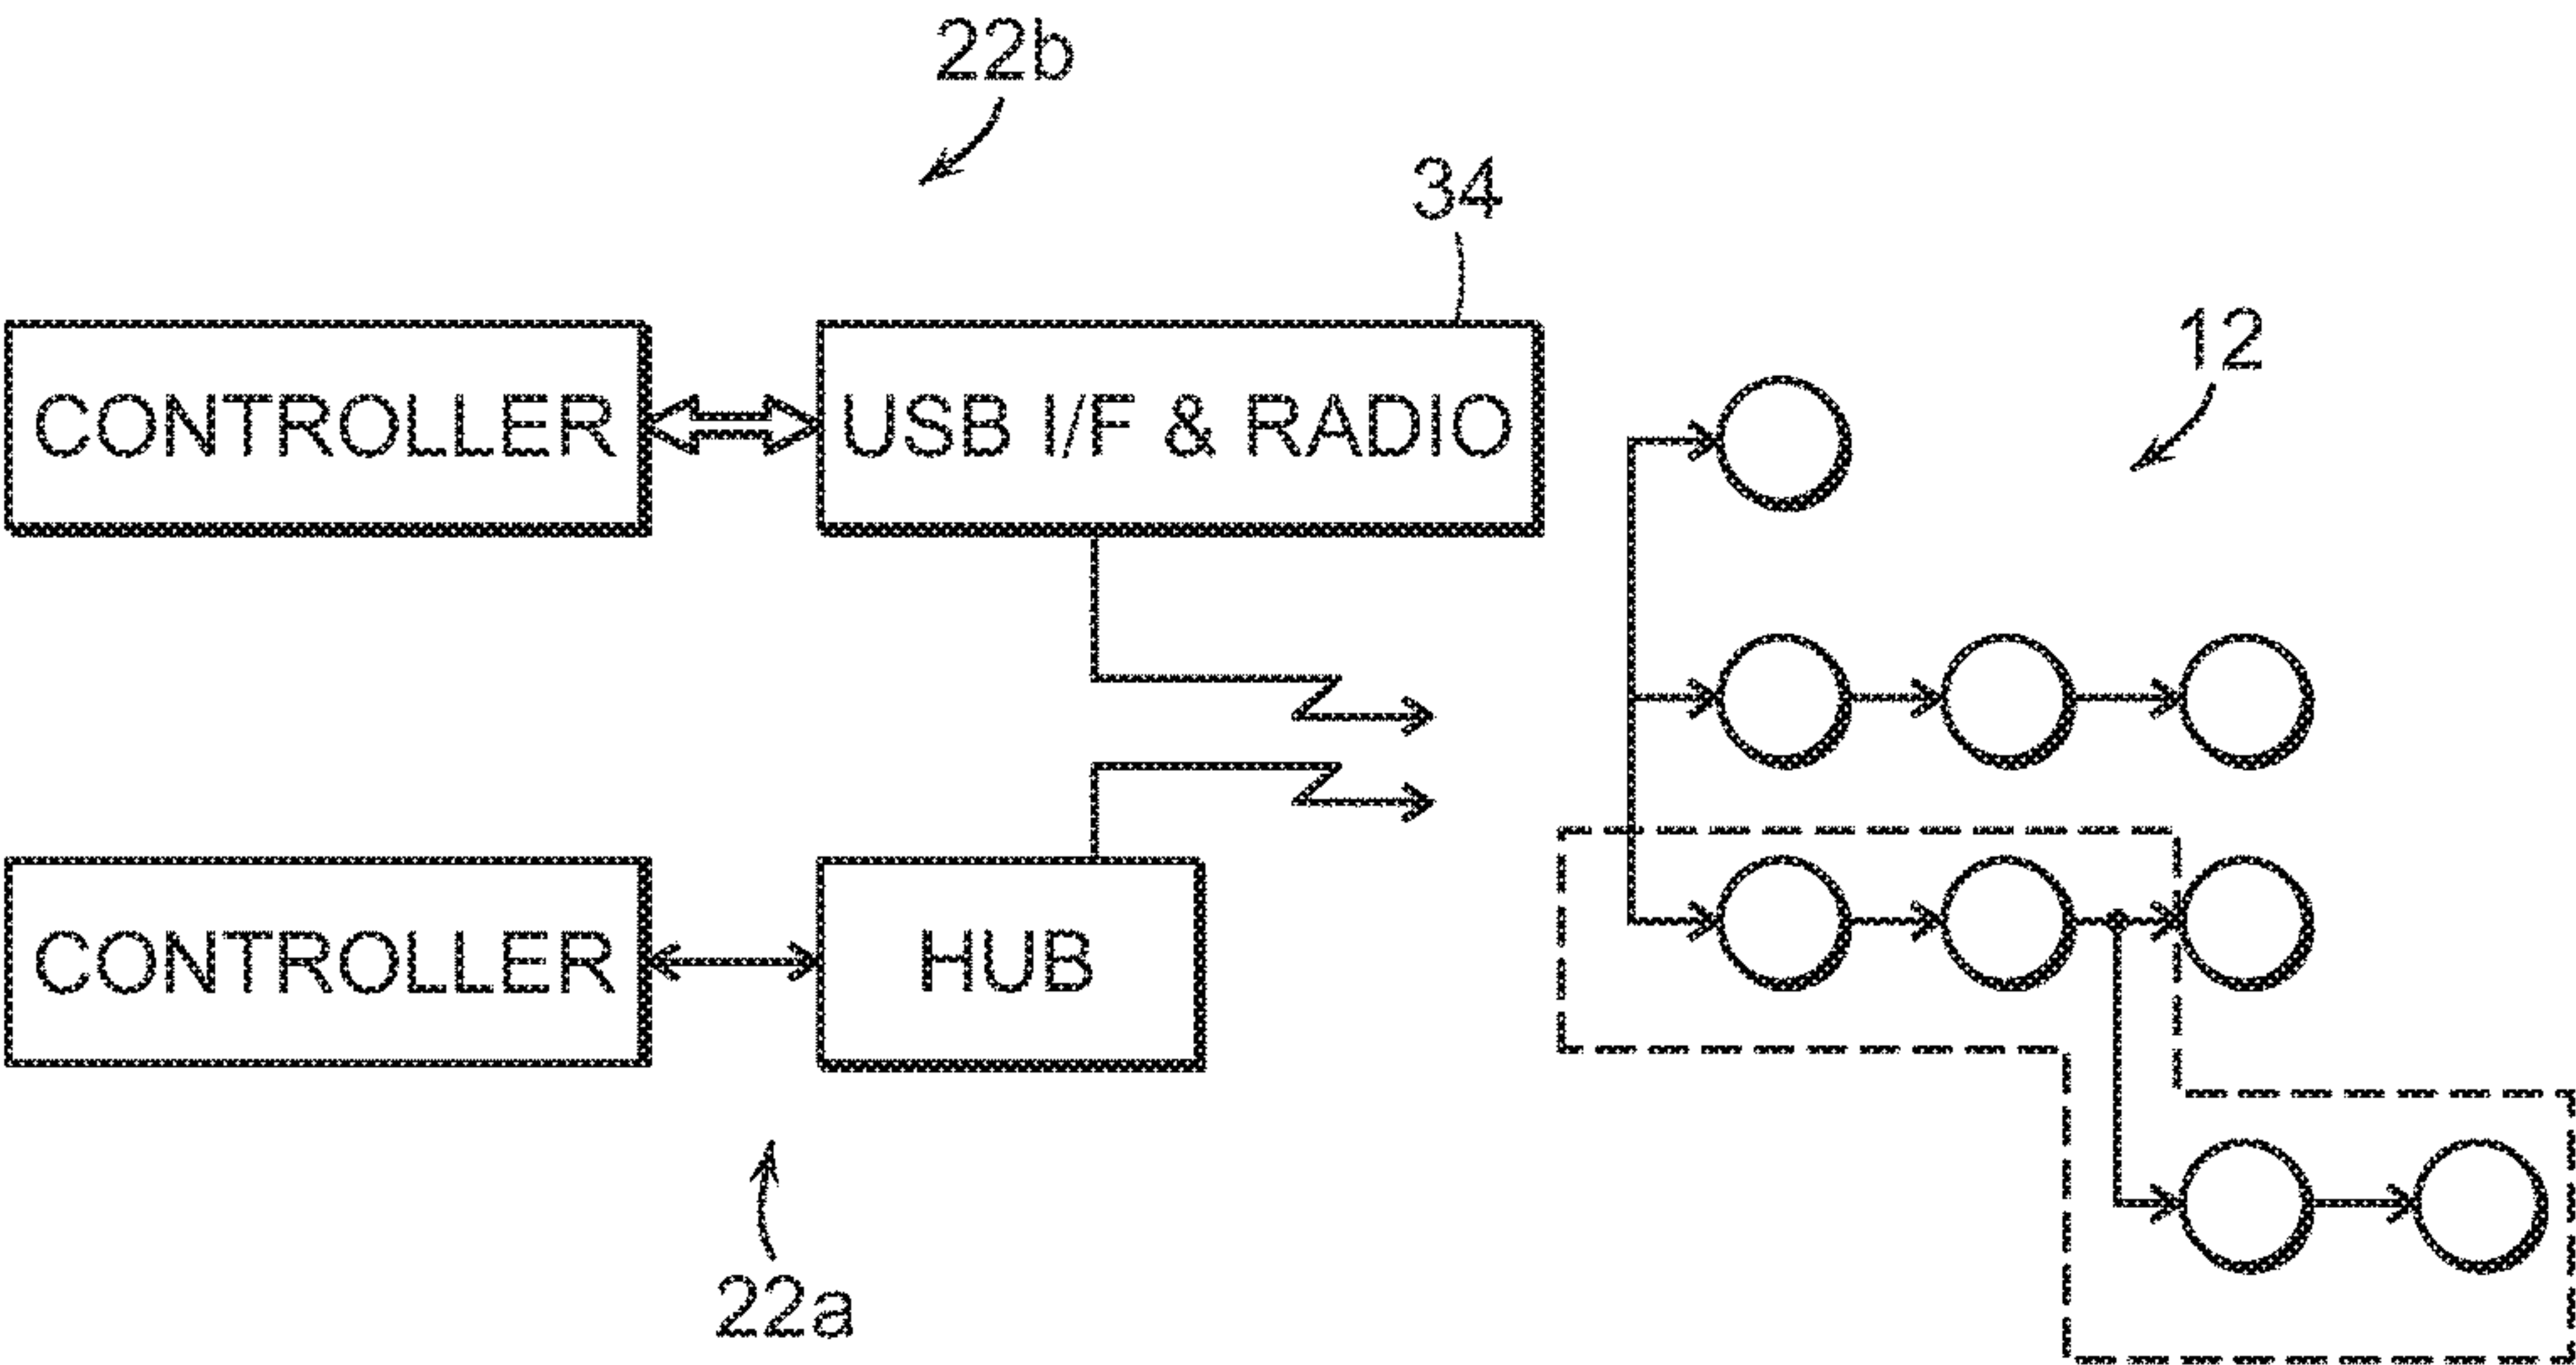 22b
34
12
CONTROLLER
USB I/F & RADIO
CONTROLLER
HUB
22a